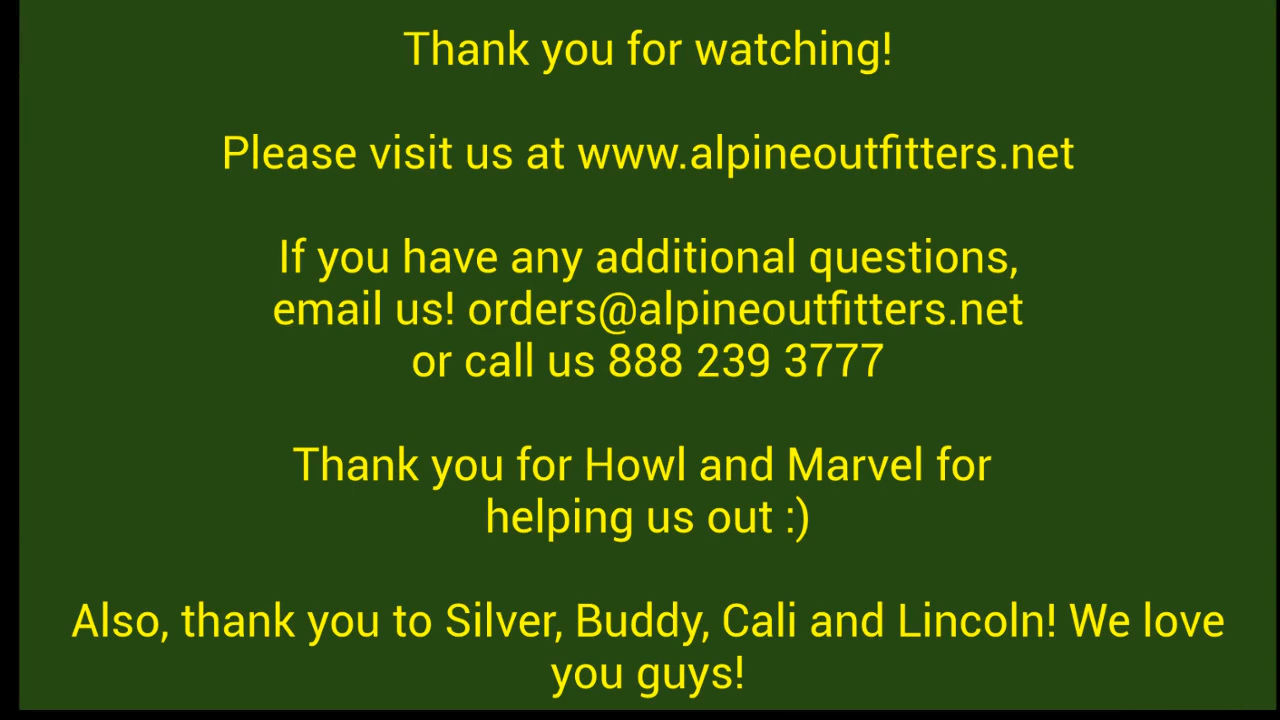 Thank you for watching!
Please visit us at www.alpineoutfitters.net
If you have any additional questions,
email us! orders@alpineoutfitters.net
or call us 888 239 3777
Thank you for Howl and Marvel for
helping us out :)
Also, thank you to Silver, Buddy, Cali and Lincoln! We love
you guys!